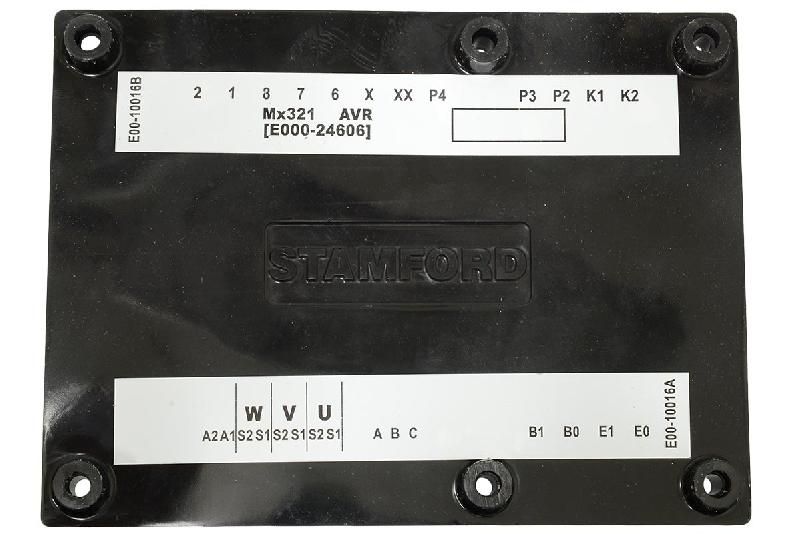 E00-10016B
2 1 8 7 6 X XX P4 P3 P2 K1 K2
Mx321 AVR
[E000-24606]
STAMFORD
W V U
A2 A1 S2 S1 S2 S1 S2 S1 A B C B1 B0 E1 E0
E00-10016A